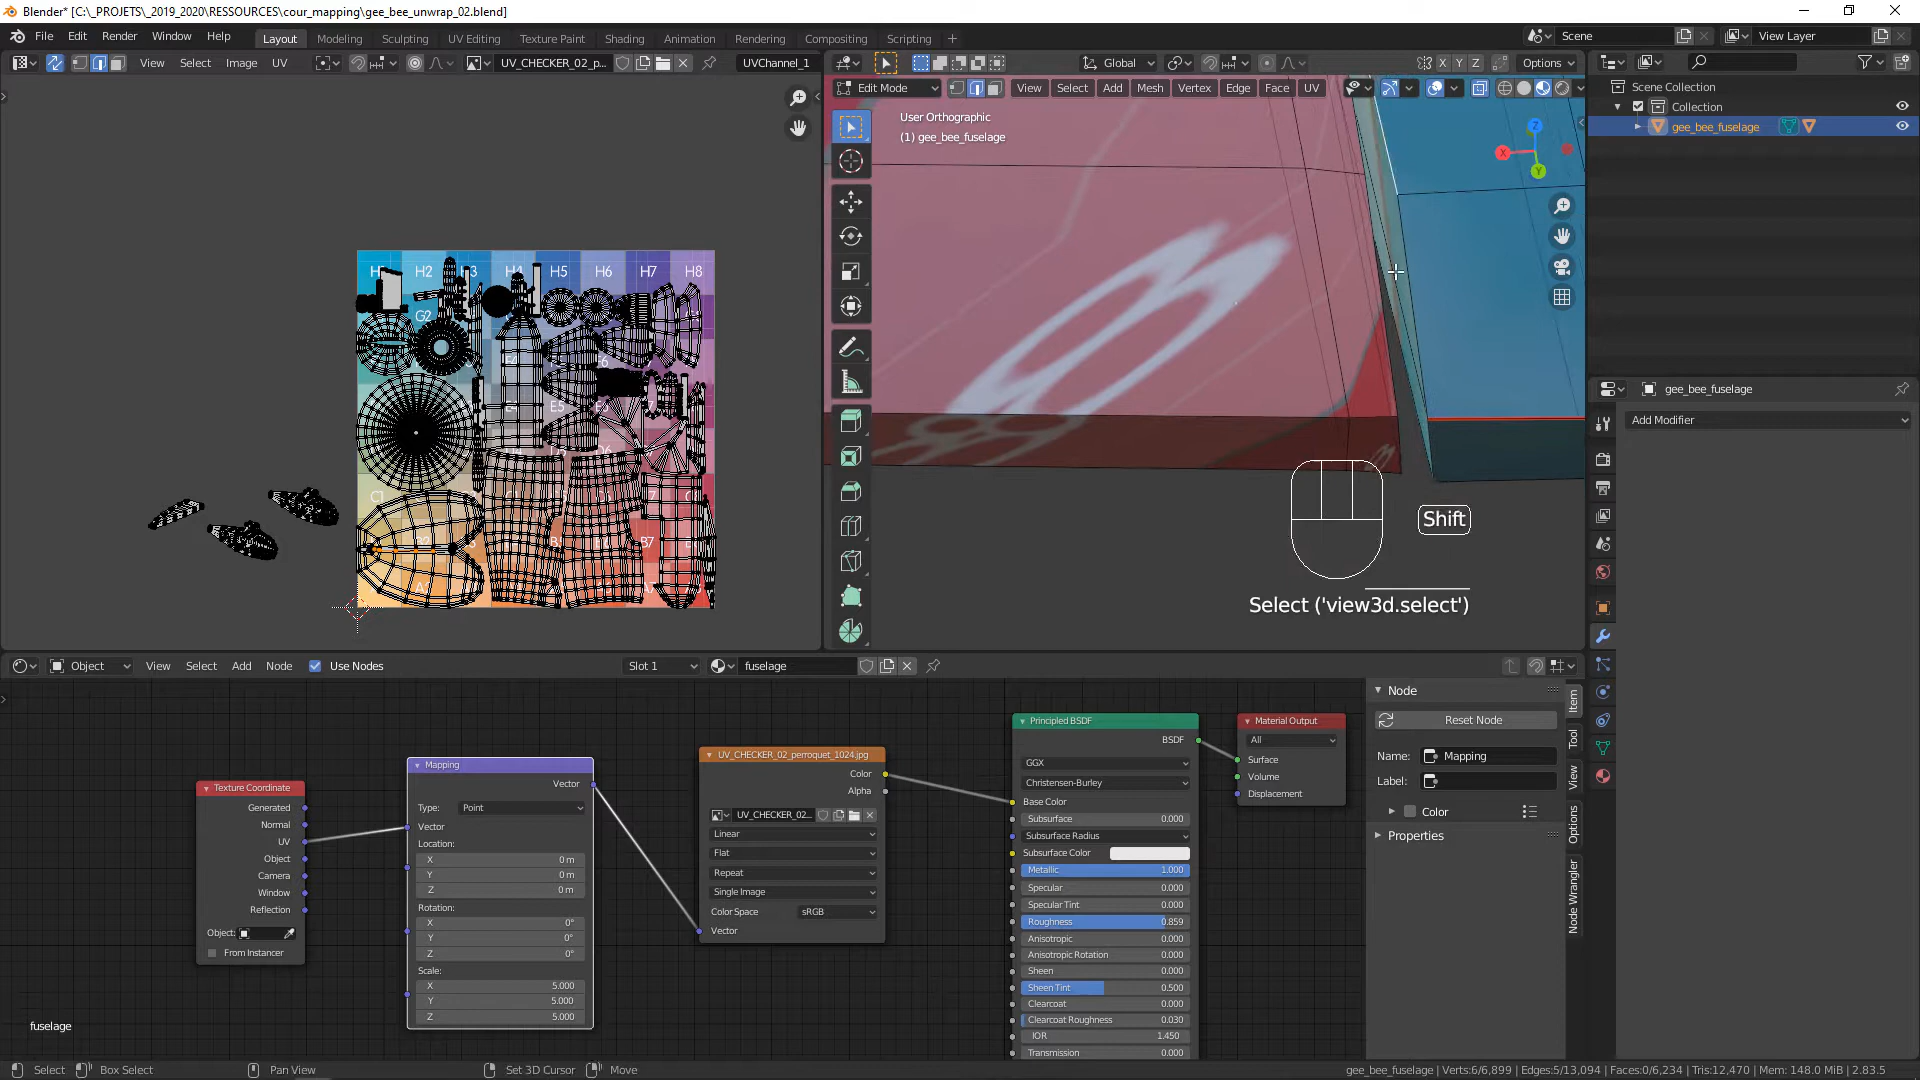 Blender* [C:\_PROJETS\_2019_2020\RESSOURCES\cour_mapping\gee_bee_unwrap_02.blend]
File Edit Render Window Help Layout Modeling Sculpting UV Editing Texture Paint Shading Animation Rendering Compositing Scripting + Scene View Layer
View Select Image UV UV_CHECKER_02_p... UVChannel_1 Global X Y Z Options
Edit Mode View Select Add Mesh Vertex Edge Face UV
Scene Collection
Collection
gee_bee_fuselage
User Orthographic
(1) gee_bee_fuselage
Z
X
Y
H2 H5 H6 H7 H8
G2
E5
C1
B7
gee_bee_fuselage
Add Modifier
Shift
Select ('view3d.select')
Object View Select Add Node Use Nodes Slot 1 fuselage
Texture Coordinate
Generated
Normal
UV
Object
Camera
Window
Reflection
Object:
From Instancer
Mapping
Vector
Type: Point
Vector
Location:
X 0 m
Y 0 m
Z 0 m
Rotation:
X 0°
Y 0°
Z 0°
Scale:
X 5.000
Y 5.000
Z 5.000
UV_CHECKER_02_perroquet_1024.jpg
Color
Alpha
UV_CHECKER_02...
Linear
Flat
Repeat
Single Image
Color Space sRGB
Vector
Principled BSDF
BSDF
GGX
Christensen-Burley
Base Color
Subsurface 0.000
Subsurface Radius
Subsurface Color
Metallic 1.000
Specular 0.000
Specular Tint 0.000
Roughness 0.859
Anisotropic 0.000
Anisotropic Rotation 0.000
Sheen 0.000
Sheen Tint 0.500
Clearcoat 0.000
Clearcoat Roughness 0.030
IOR 1.450
Transmission 0.000
Material Output
All
Surface
Volume
Displacement
Node
Reset Node
Name: Mapping
Label:
Color
Properties
Item
Tool
View
Options
Node Wrangler
fuselage
Select Box Select Pan View Set 3D Cursor Move gee_bee_fuselage | Verts:6/6,899 | Edges:5/13,094 | Faces:0/6,234 | Tris:12,470 | Mem: 148.0 MiB | 2.83.5